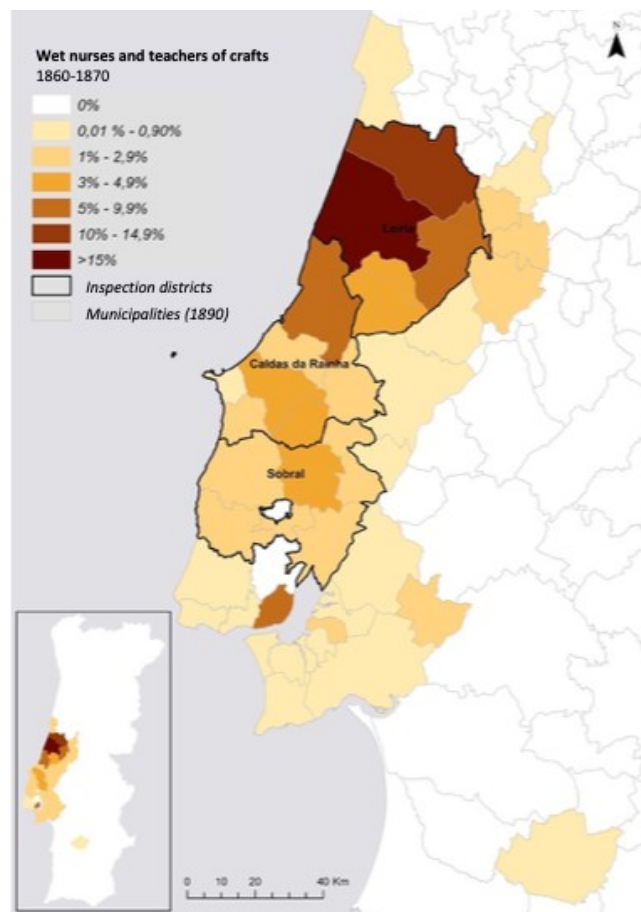 Wet nurses and teachers of crafts
1860-1870
0%
0,01 % - 0,90%
1% - 2,9%
3% - 4,9%
5% - 9,9%
10% - 14,9%
>15%
Inspection districts
Municipalities (1890)
N
Leiria
Caldas da Rainha
Sobral
0 10 20 40 Km